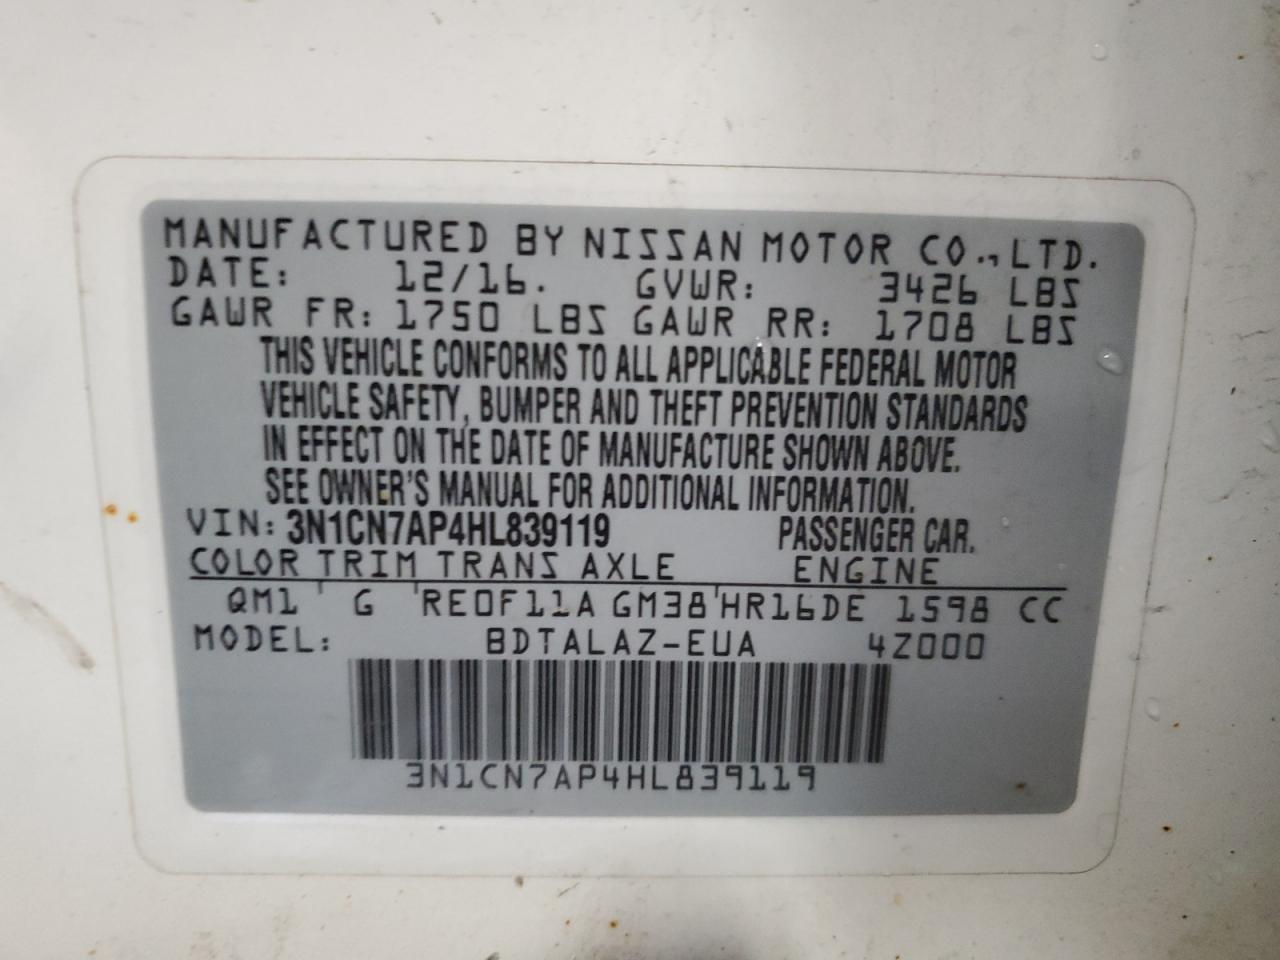 MANUFACTURED BY NISSAN MOTOR CO., LTD.
DATE: 12/16. GVWR: 3426 LBS
GAWR FR: 1750 LBS GAWR RR: 1708 LBS
THIS VEHICLE CONFORMS TO ALL APPLICABLE FEDERAL MOTOR
VEHICLE SAFETY, BUMPER AND THEFT PREVENTION STANDARDS
IN EFFECT ON THE DATE OF MANUFACTURE SHOWN ABOVE.
SEE OWNER'S MANUAL FOR ADDITIONAL INFORMATION.
VIN: 3N1CN7AP4HL839119 PASSENGER CAR.
COLOR TRIM TRANS AXLE ENGINE
QM1 G RE0F11A GM38 HR16DE 1598 CC
MODEL: BDTALAZ-EUA 4Z000
3N1CN7AP4HL839119